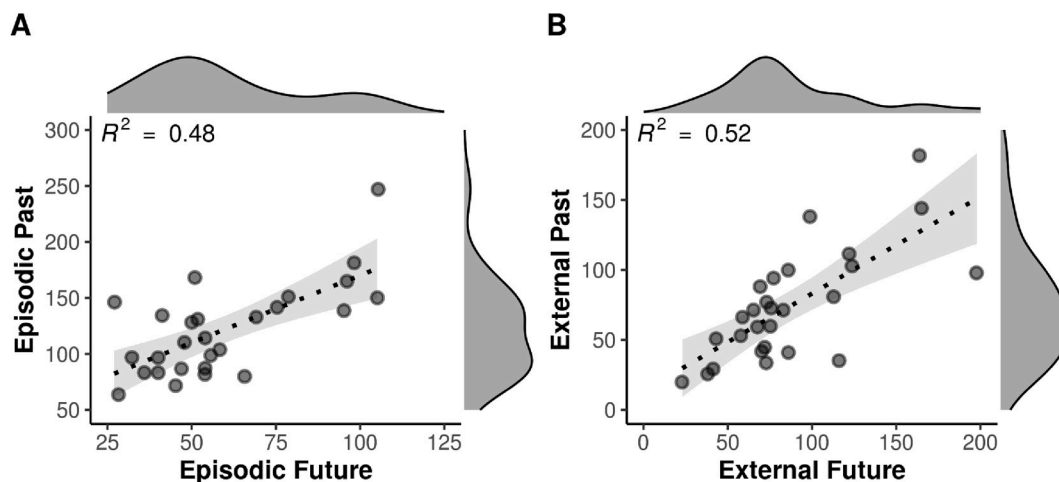 A
R² = 0.48
300
250
200
150
100
50
Episodic Past
25 50 75 100 125
Episodic Future
B
R² = 0.52
200
150
100
50
0
External Past
0 50 100 150 200
External Future